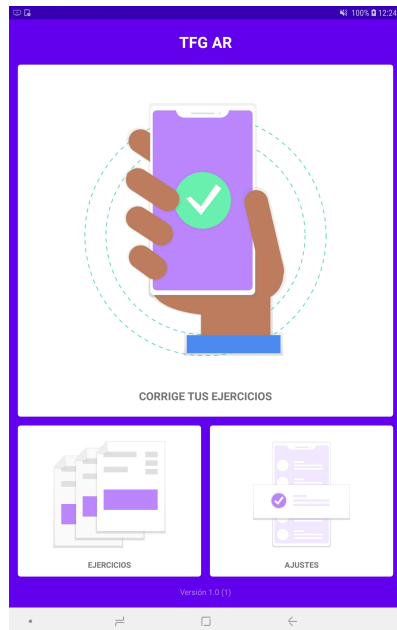 100% 12:24
TFG AR
CORRIGE TUS EJERCICIOS
EJERCICIOS
AJUSTES
Versión 1.0 (1)